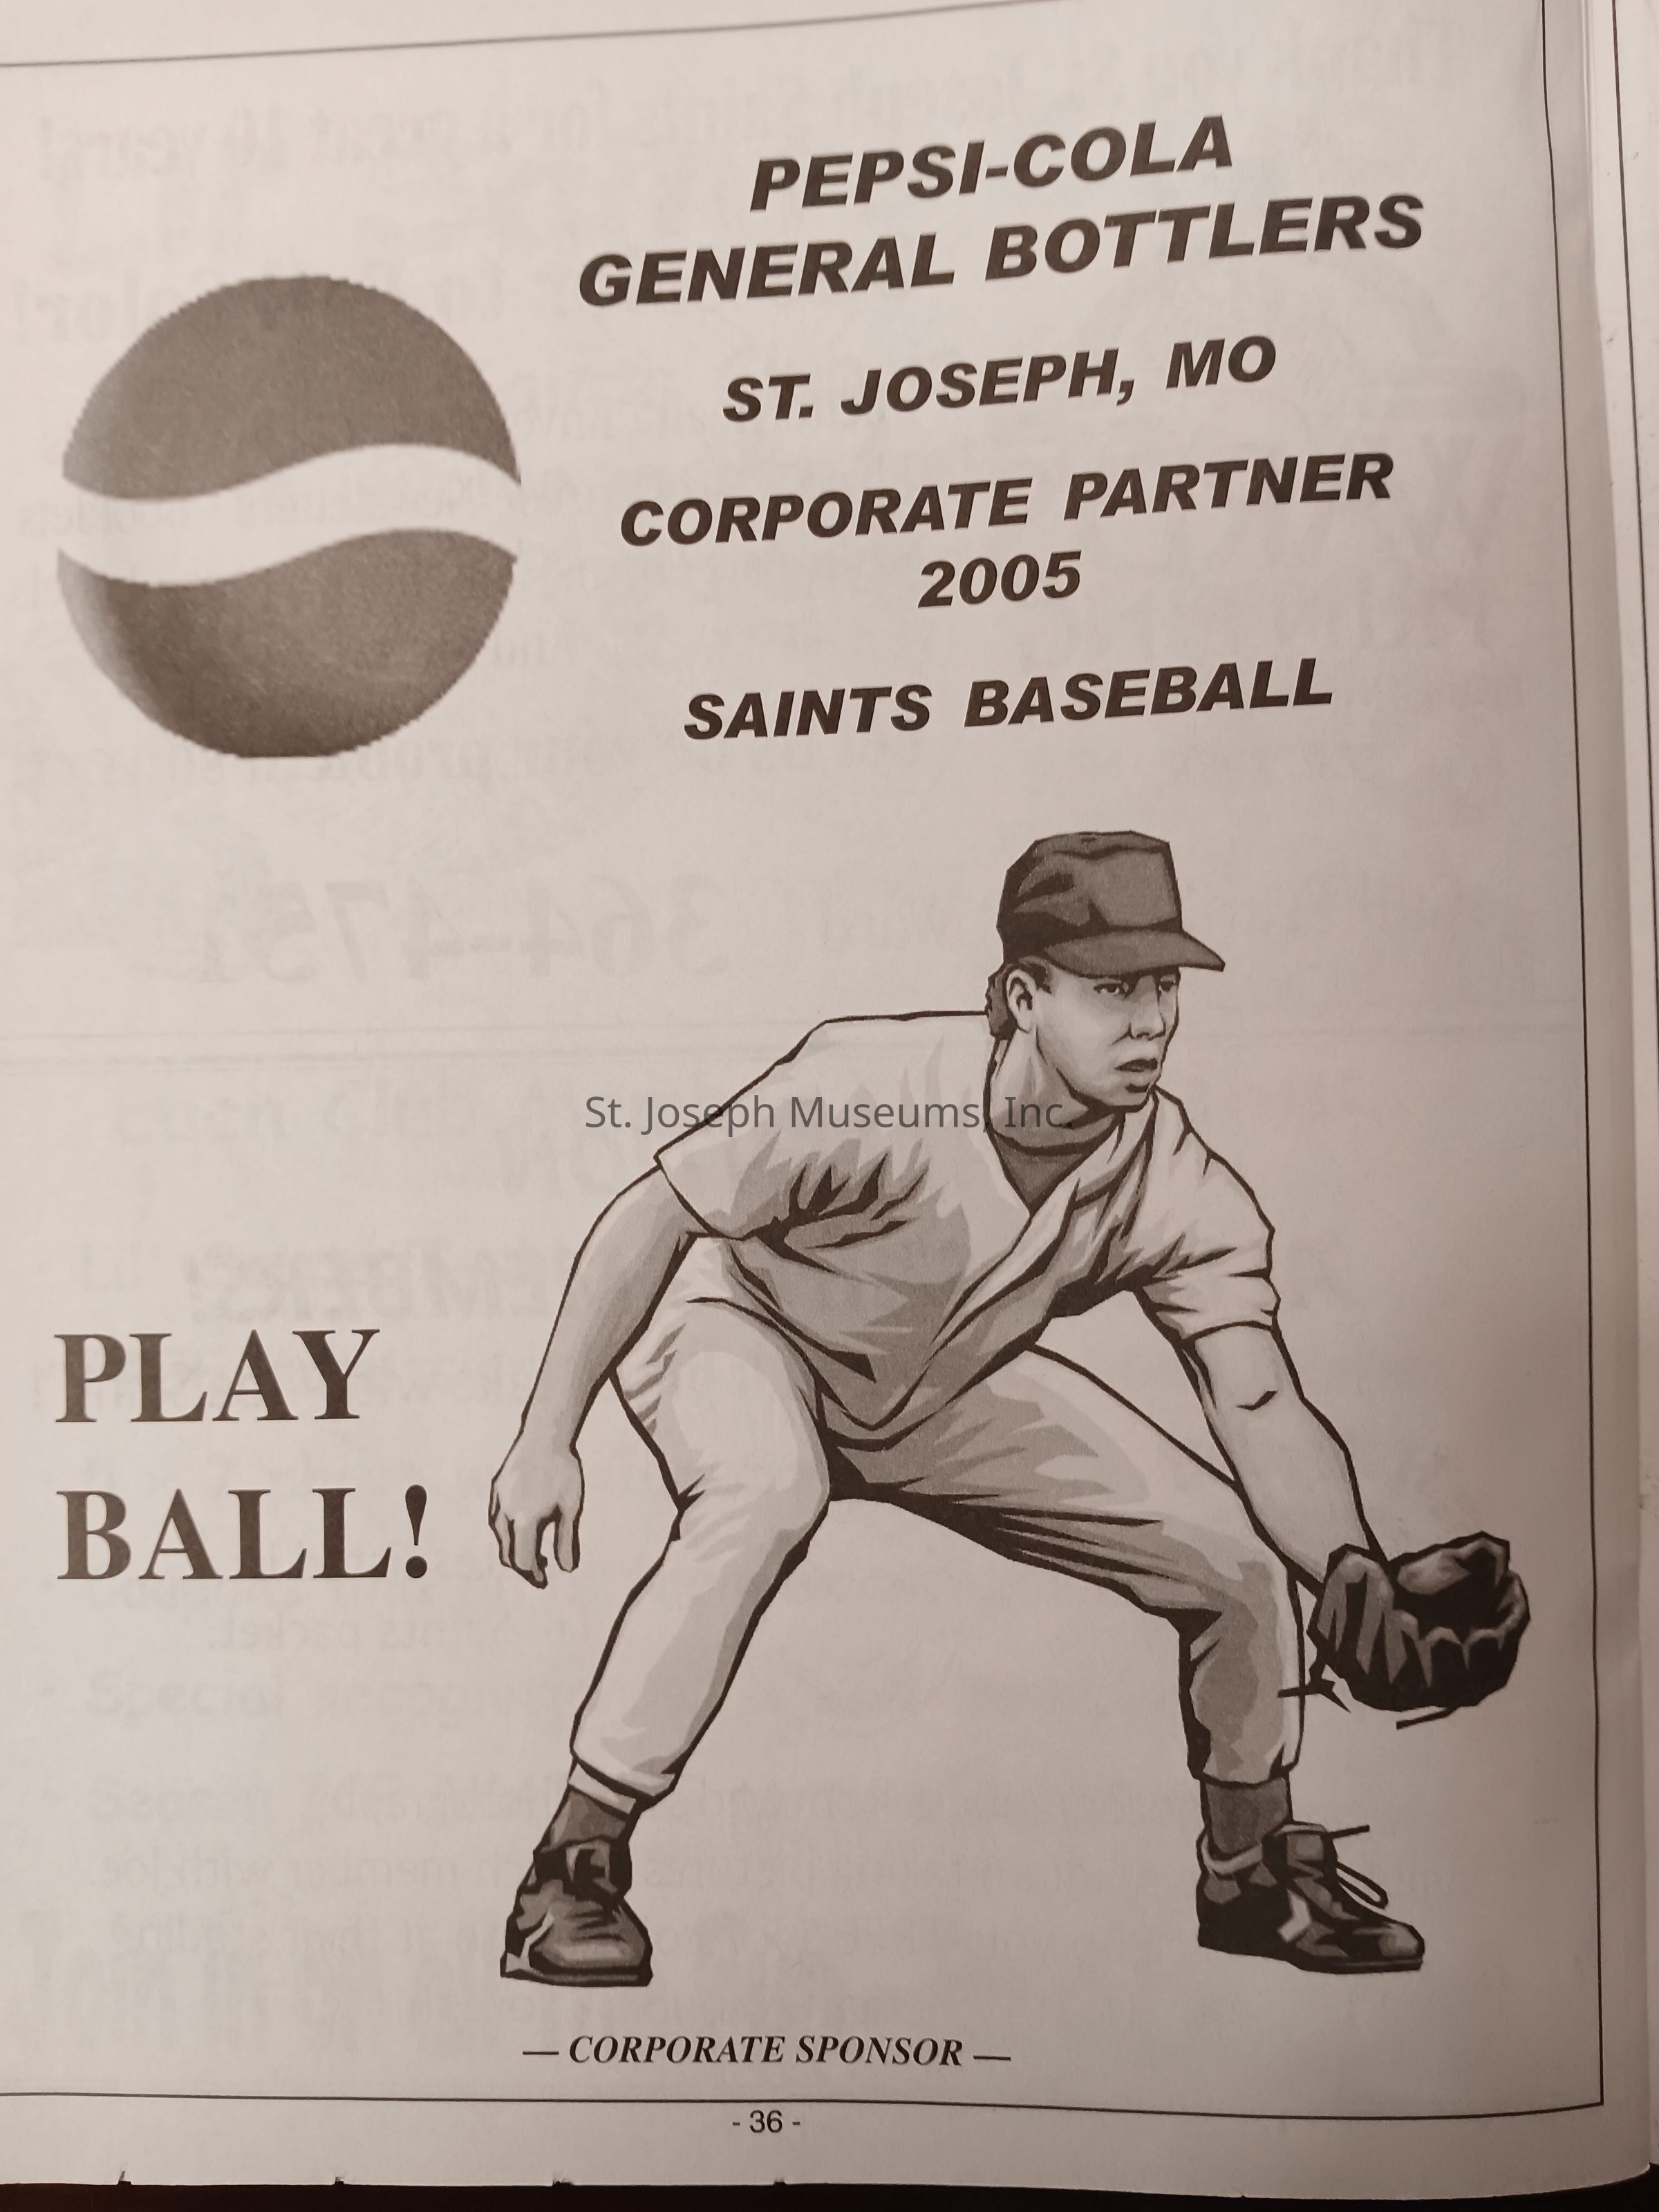 PEPSI-COLA
GENERAL BOTTLERS
ST. JOSEPH, MO
CORPORATE PARTNER
2005
SAINTS BASEBALL
St. Joseph Museums, Inc.
PLAY
BALL!
— CORPORATE SPONSOR —
- 36 -